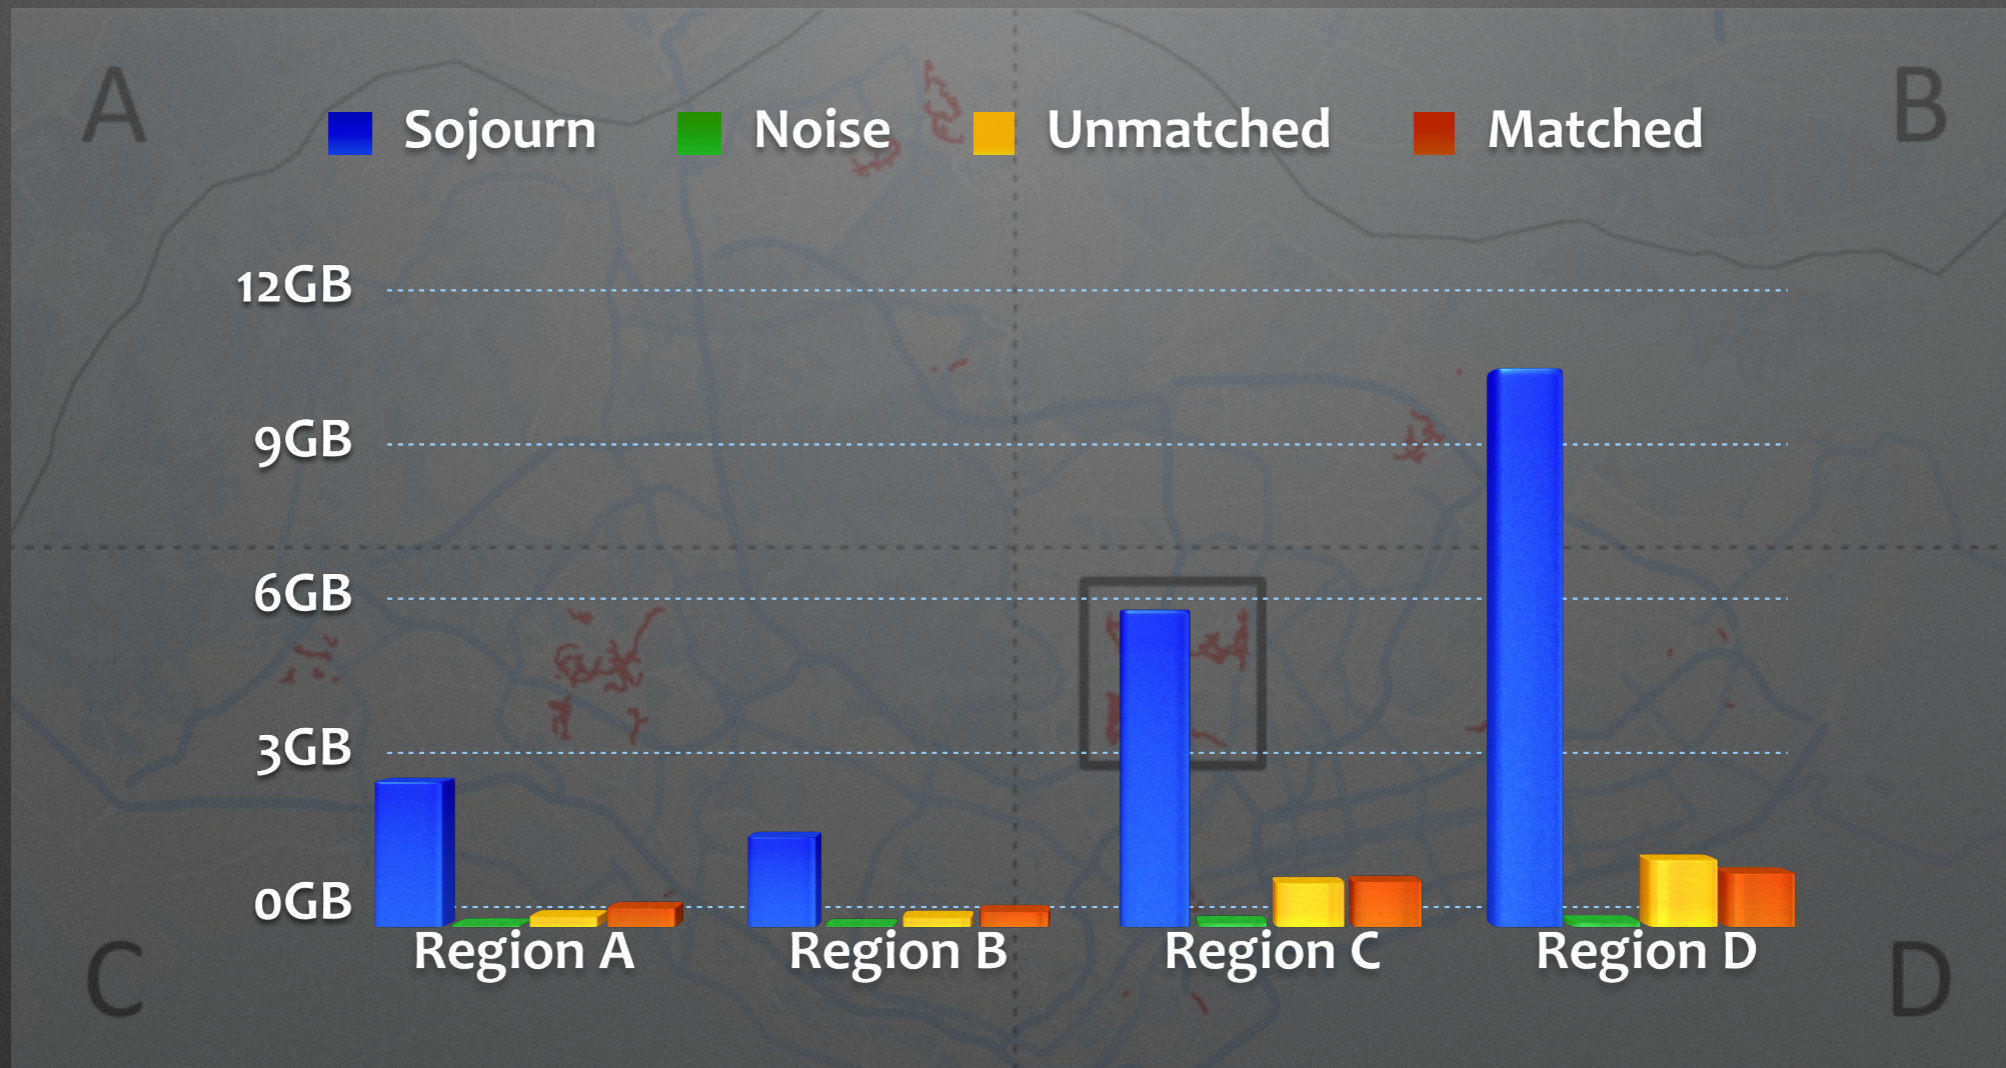 A
B
Sojourn Noise Unmatched Matched
12GB
9GB
6GB
3GB
0GB
Region A Region B Region C Region D
C
D